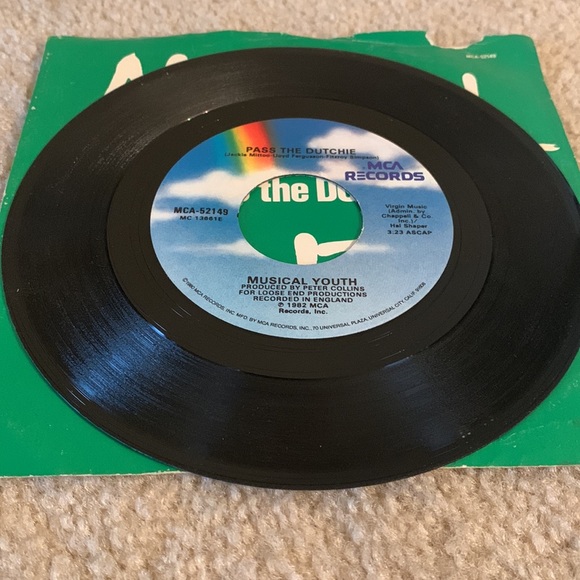 MCA-52149
PASS THE DUTCHIE
(Jackie Mittoo-Lloyd Ferguson-Fitzroy Simpson)
MCA
RECORDS
MCA-52149
MC 13861E
the
Virgin Music
(Admin. by
Chappell & Co.
Inc.)/
Hal Shaper
3:23 ASCAP
MUSICAL YOUTH
PRODUCED BY PETER COLLINS
FOR LOOSE END PRODUCTIONS
RECORDED IN ENGLAND
℗ 1982 MCA
Records, Inc.
©1980 MCA RECORDS, INC. MFG. BY MCA RECORDS, INC., 70 UNIVERSAL PLAZA, UNIVERSAL CITY, CALIF.